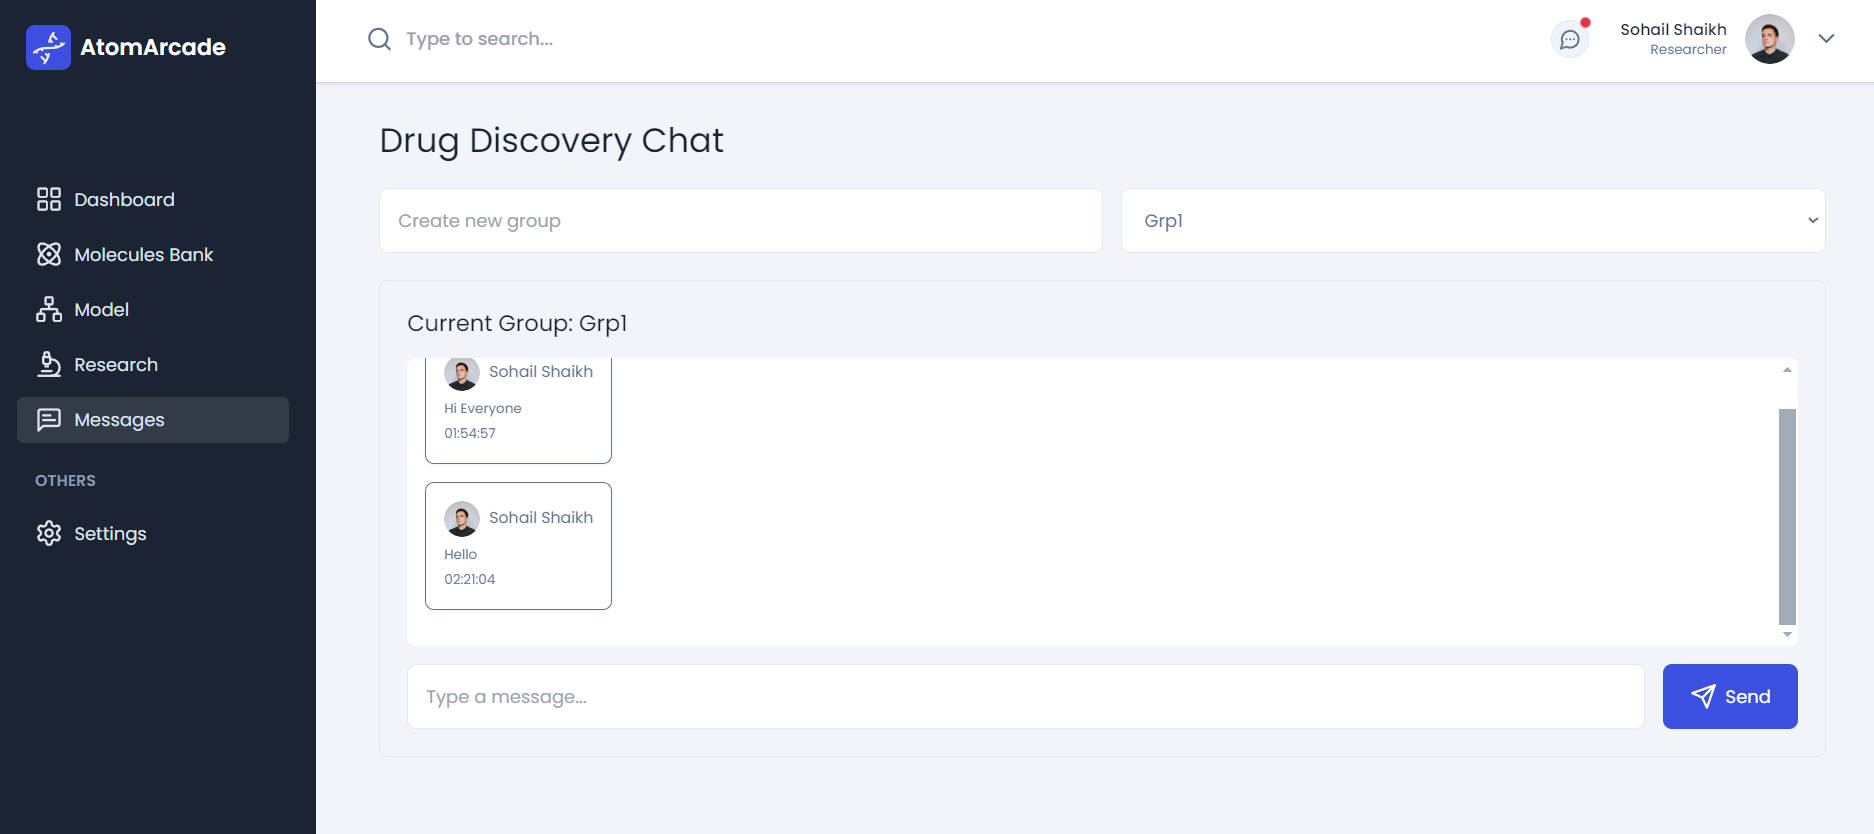 AtomArcade
Type to search...
Sohail Shaikh
Researcher
Dashboard
Molecules Bank
Model
Research
Messages
OTHERS
Settings
Drug Discovery Chat
Create new group
Grp1
Current Group: Grp1
Sohail Shaikh
Hi Everyone
01:54:57
Sohail Shaikh
Hello
02:21:04
Type a message...
Send